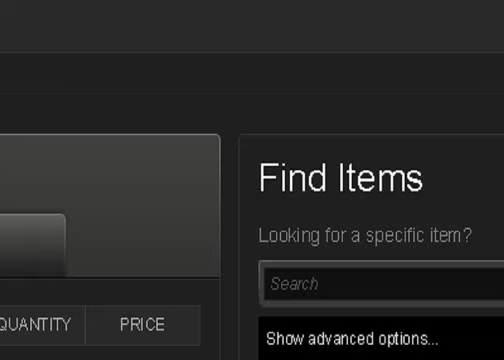 Find Items
Looking for a specific item?
Search
QUANTITY PRICE
Show advanced options...